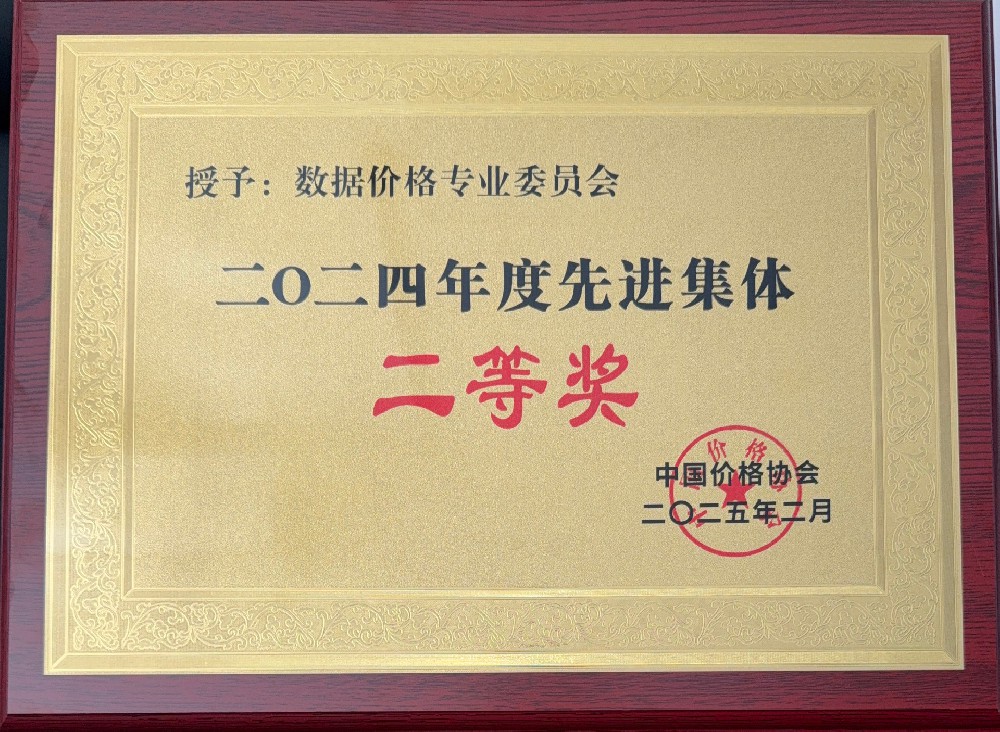 授予：数据价格专业委员会
二O二四年度先进集体
二等奖
中国价格协会
二〇二五年二月